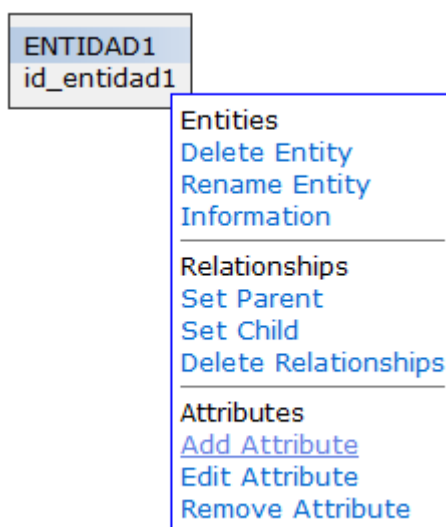 ENTIDAD1
id_entidad1
Entities
Delete Entity
Rename Entity
Information
Relationships
Set Parent
Set Child
Delete Relationships
Attributes
Add Attribute
Edit Attribute
Remove Attribute